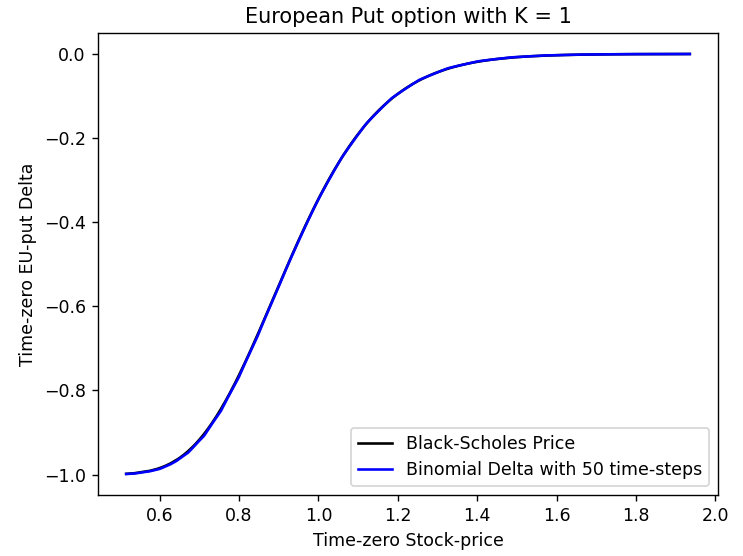 European Put option with K = 1
Time-zero EU-put Delta
0.0
−0.2
−0.4
−0.6
−0.8
−1.0
Black-Scholes Price
Binomial Delta with 50 time-steps
0.6 0.8 1.0 1.2 1.4 1.6 1.8 2.0
Time-zero Stock-price